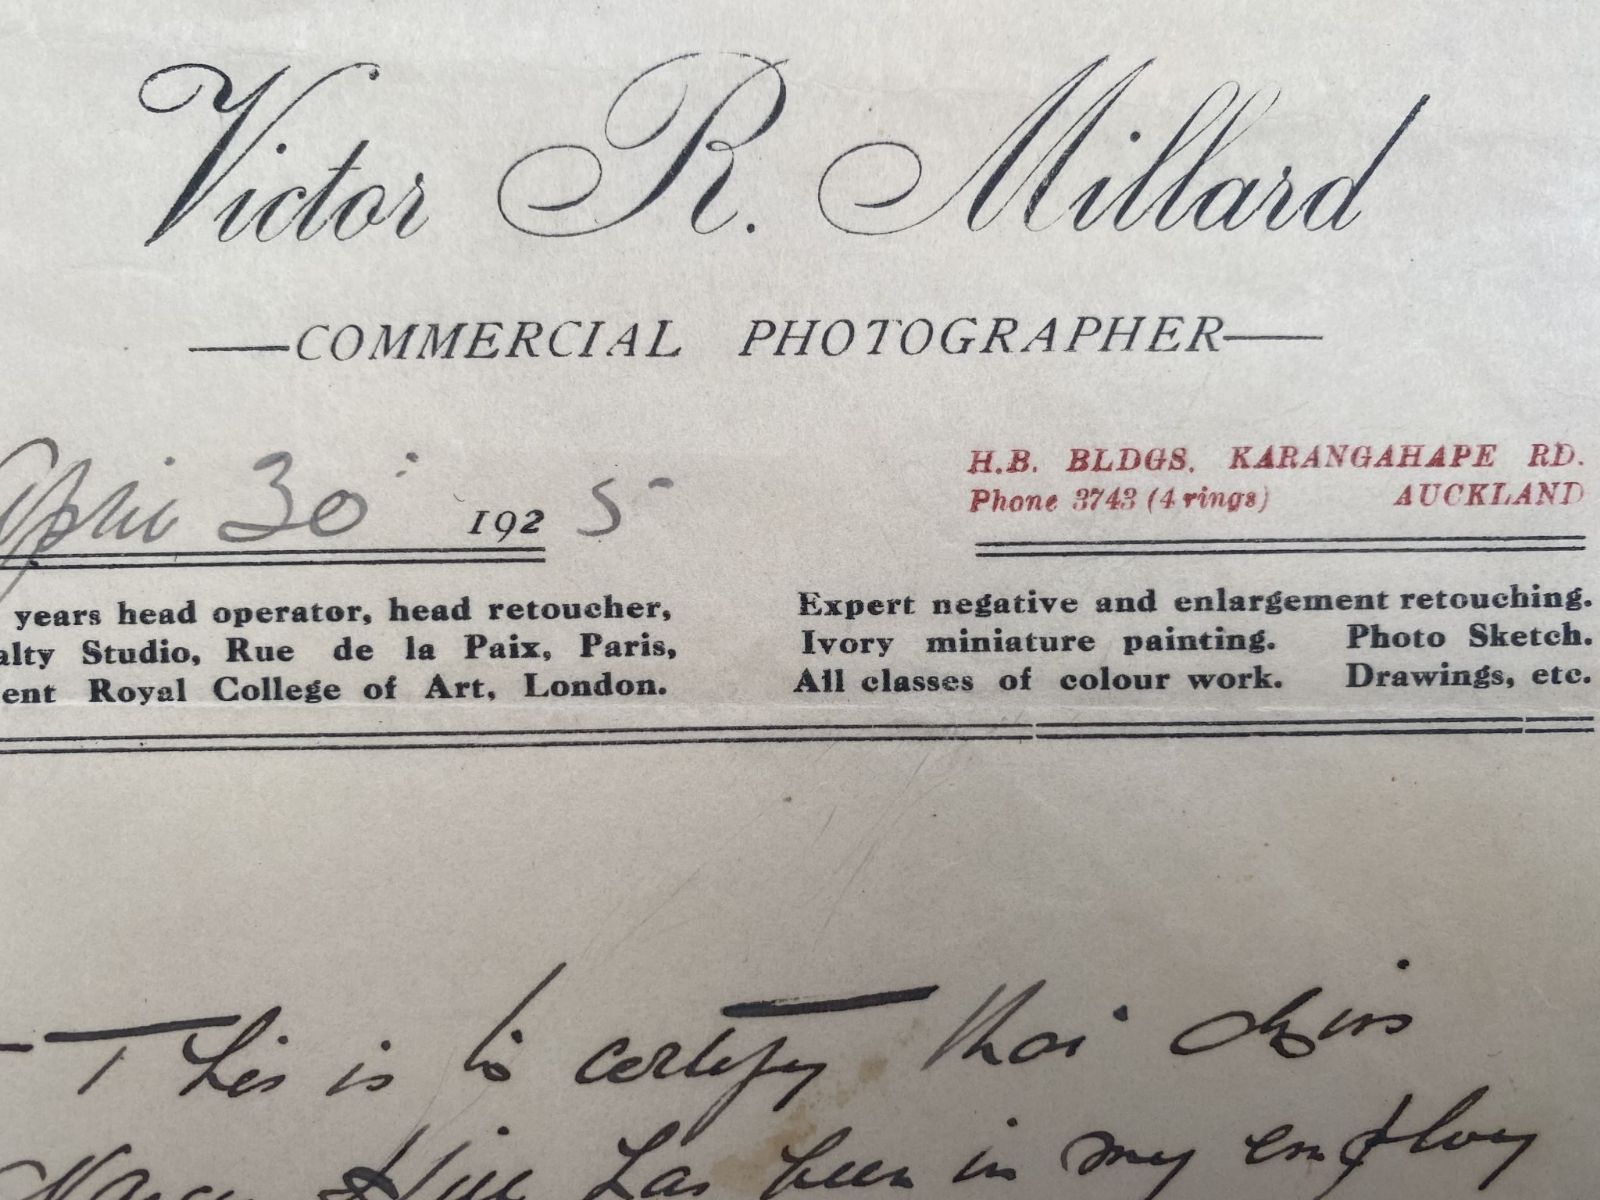 Victor R. Millard
COMMERCIAL PHOTOGRAPHER
April 30 1925
H.B. BLDGS. KARANGAHAPE RD.
Phone 3743 (4 rings) AUCKLAND
years head operator, head retoucher,
alty Studio, Rue de la Paix, Paris,
ent Royal College of Art, London.
Expert negative and enlargement retouching.
Ivory miniature painting. Photo Sketch.
All classes of colour work. Drawings, etc.
This is to certify that Miss
has been in my employ